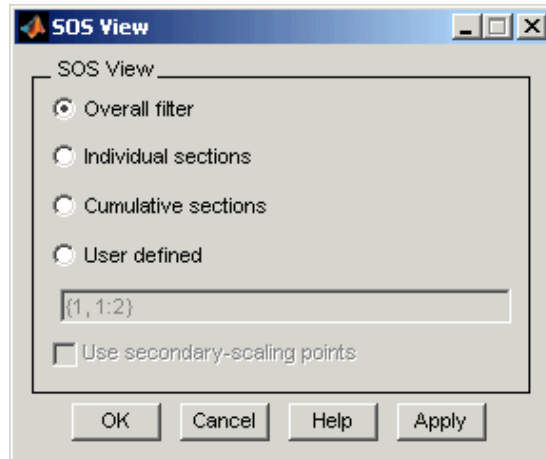 SOS View
SOS View
Overall filter
Individual sections
Cumulative sections
User defined
{1, 1:2}
Use secondary-scaling points
OK Cancel Help Apply